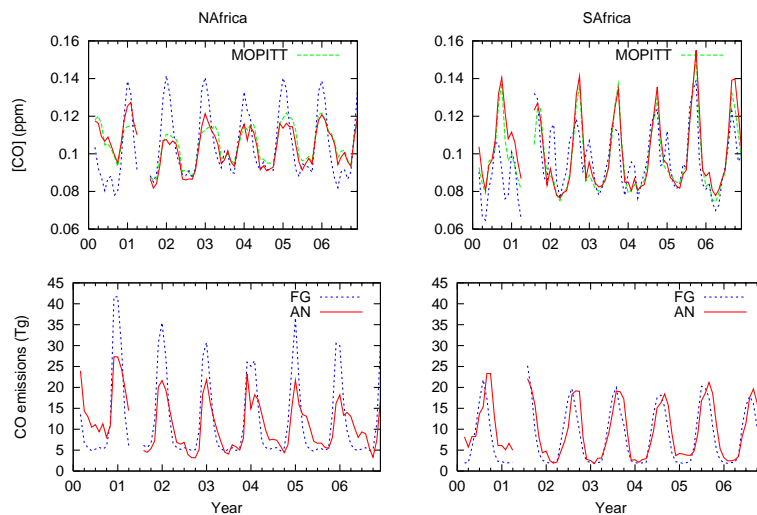 NAfrica
SAfrica
0.16
0.14
0.12
0.1
0.08
0.06
[CO] (ppm)
MOPITT
00 01 02 03 04 05 06
0.16
0.14
0.12
0.1
0.08
0.06
MOPITT
00 01 02 03 04 05 06
45
40
35
30
25
20
15
10
5
0
CO emissions (Tg)
FG
AN
00 01 02 03 04 05 06
Year
45
40
35
30
25
20
15
10
5
0
FG
AN
00 01 02 03 04 05 06
Year